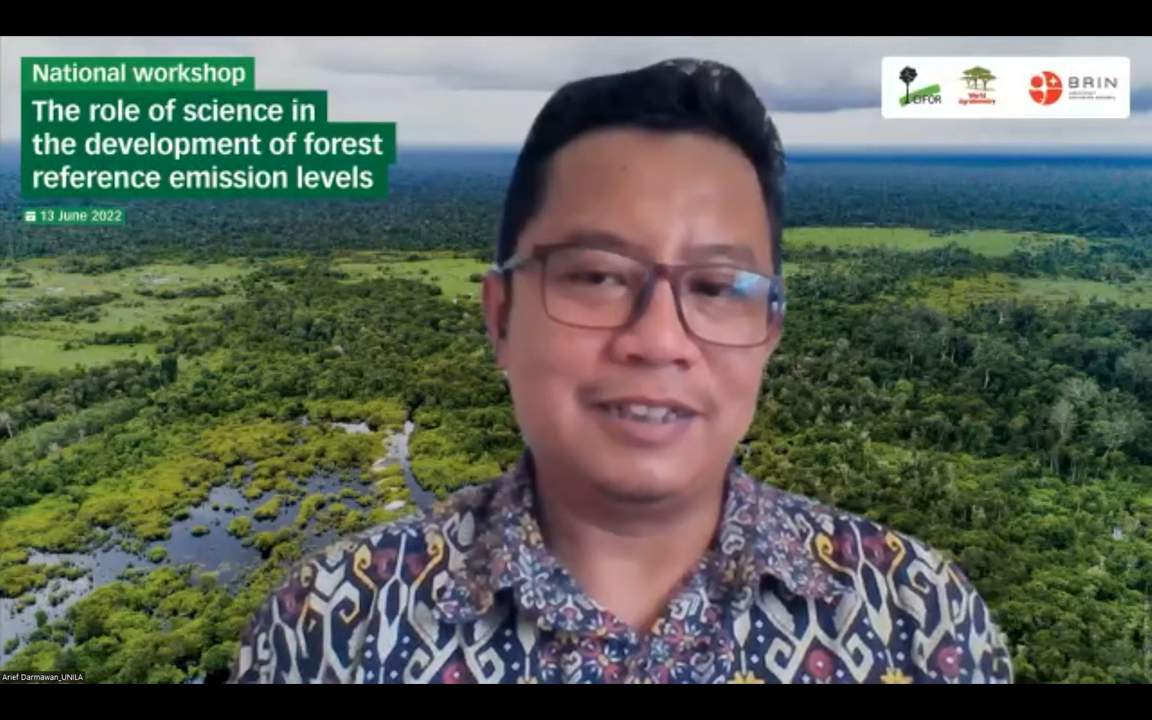 National workshop
The role of science in
the development of forest
reference emission levels
13 June 2022
CIFOR
World
Agroforestry
BRIN
Arief Darmawan_UNILA